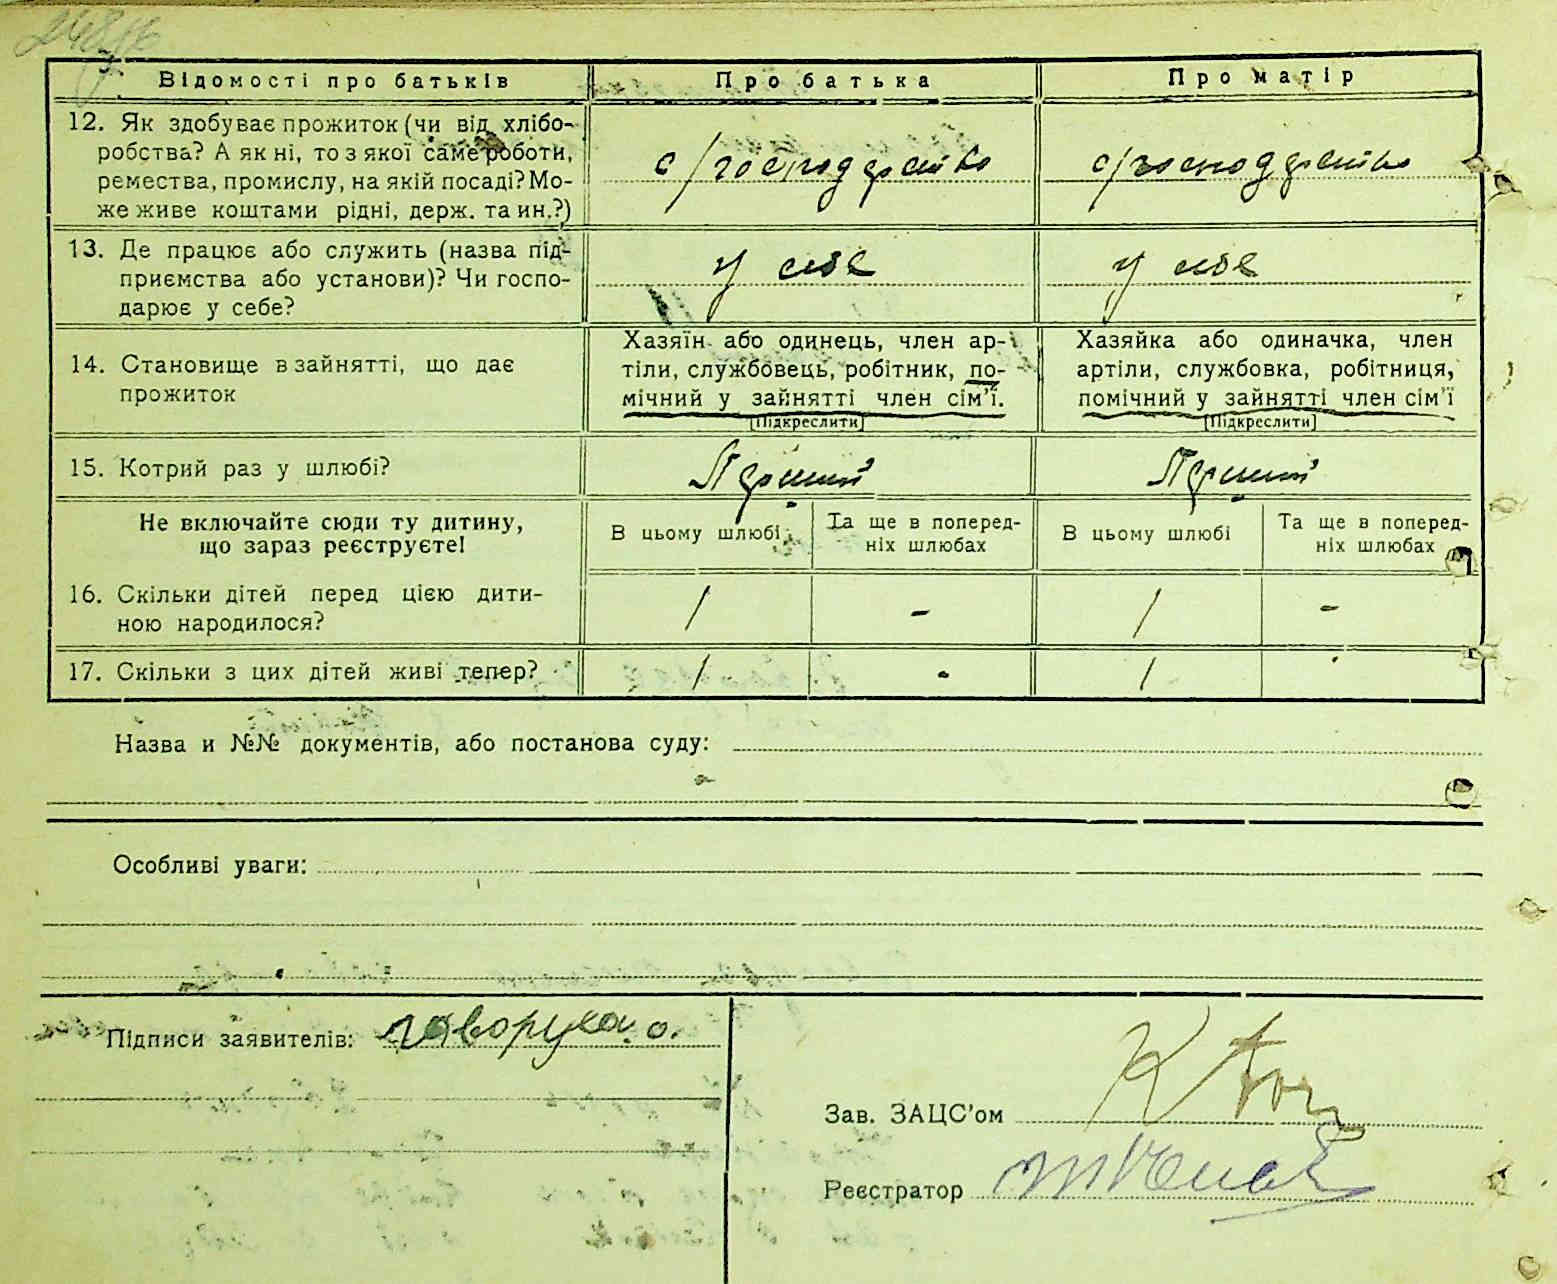 Відомості про батьків Про батька Про матір
12. Як здобуває прожиток (чи від хлібо-
робства? А як ні, то з якої саме роботи,
ремества, промислу, на якій посаді? Мо-
же живе коштами рідні, держ. та ин.?)
с/господарство с/господарство
13. Де працює або служить (назва під-
приємства або установи)? Чи госпо-
дарює у себе?
у себе у себе
14. Становище в зайнятті, що дає
прожиток
Хазяїн або одинець, член ар-
тіли, службовець, робітник, по-
мічний у зайнятті член сім'ї.
[Підкреслити]
Хазяйка або одиначка, член
артіли, службовка, робітниця,
помічний у зайнятті член сім'ї
[Підкреслити]
15. Котрий раз у шлюбі? Перший Перший
Не включайте сюди ту дитину,
що зараз реєструєте!
В цьому шлюбі
Та ще в поперед-
ніх шлюбах
В цьому шлюбі
Та ще в поперед-
ніх шлюбах
16. Скільки дітей перед цією дити-
ною народилося?
1 - 1 -
17. Скільки з цих дітей живі тепер? 1 - 1
Назва и №№ документів, або постанова суду:
Особливі уваги:
Підписи заявителів: Говоруха. о.
Зав. ЗАЦС'ом
Реєстратор